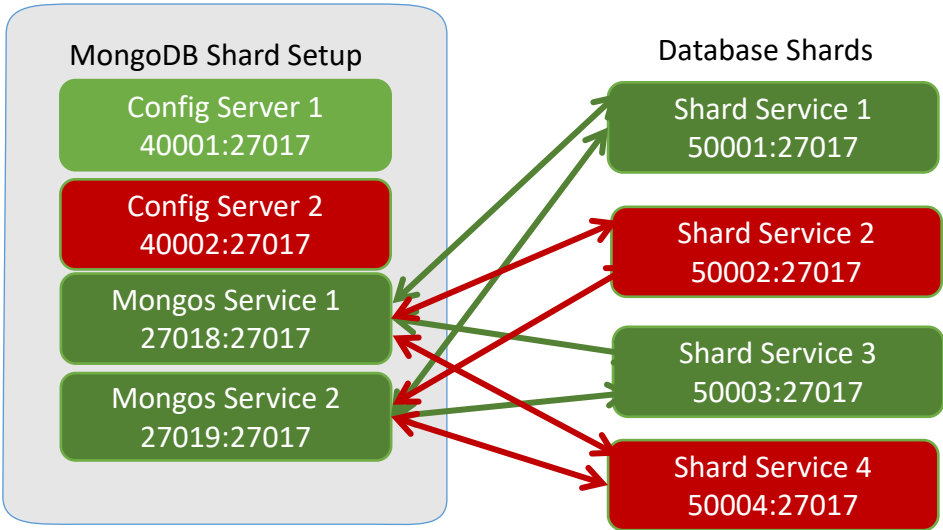 MongoDB Shard Setup
Config Server 1
40001:27017
Config Server 2
40002:27017
Mongos Service 1
27018:27017
Mongos Service 2
27019:27017
Database Shards
Shard Service 1
50001:27017
Shard Service 2
50002:27017
Shard Service 3
50003:27017
Shard Service 4
50004:27017